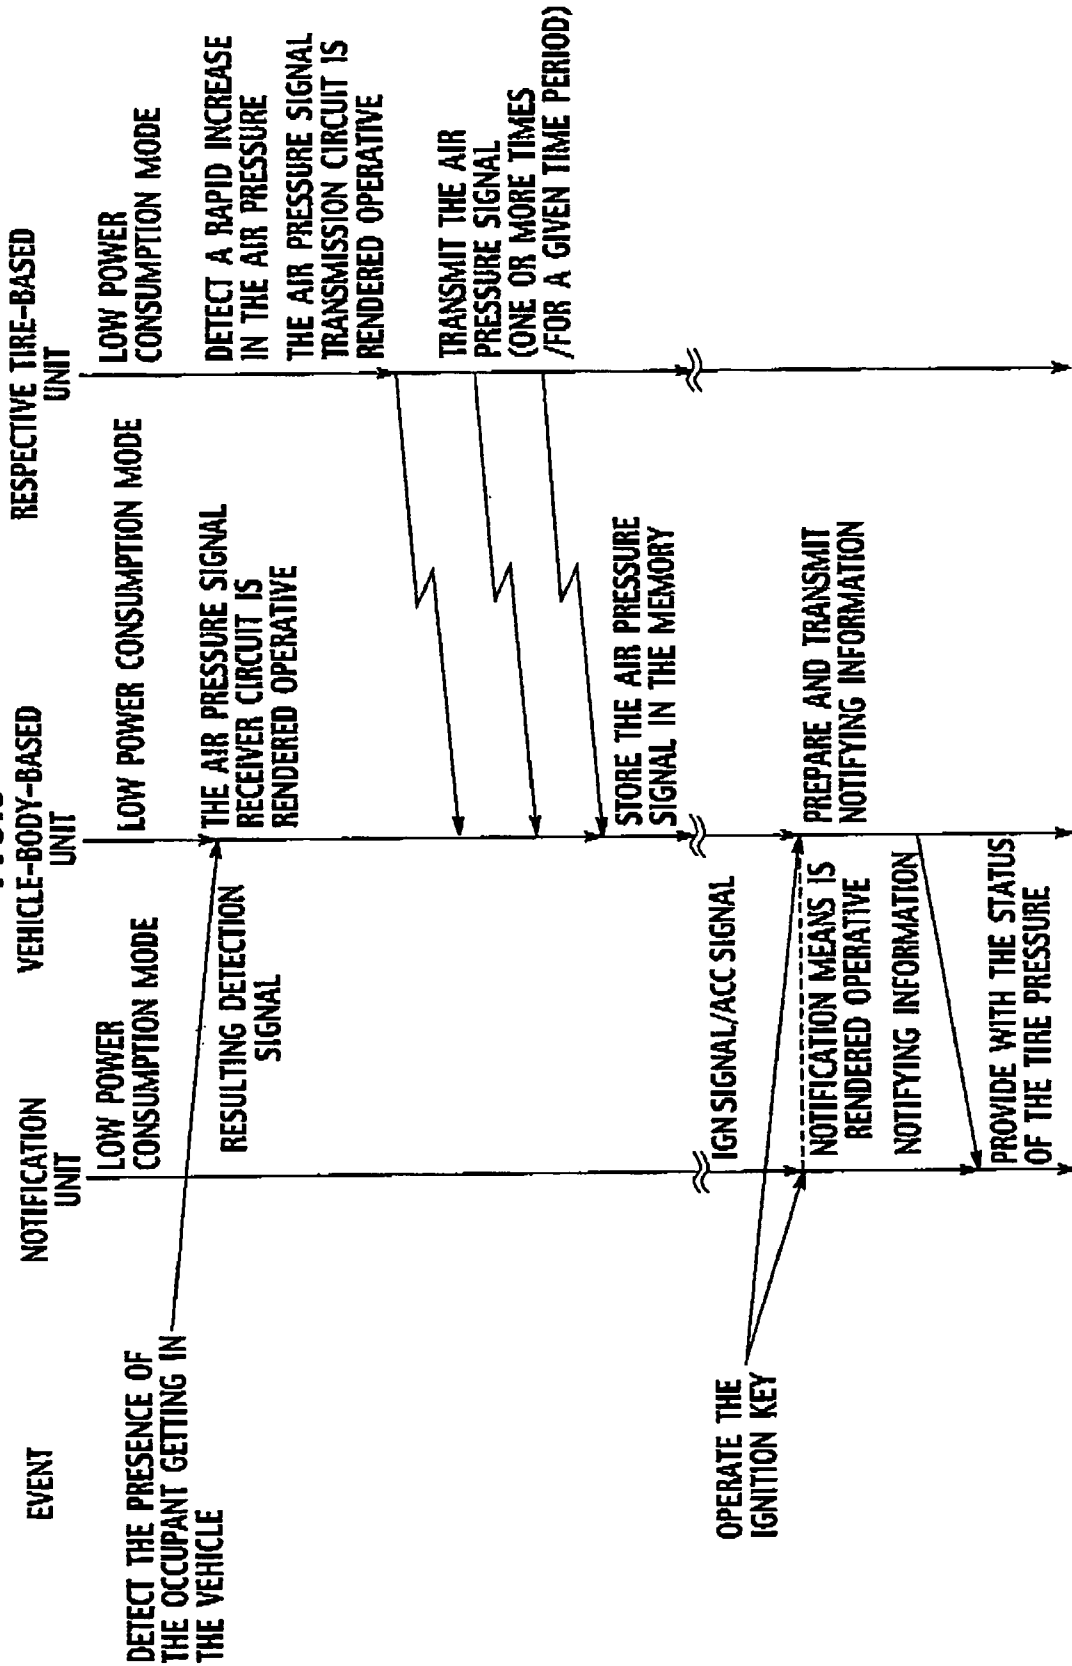 EVENT
NOTIFICATION
UNIT
VEHICLE-BODY-BASED
UNIT
RESPECTIVE TIRE-BASED
UNIT
LOW POWER
CONSUMPTION MODE
LOW POWER CONSUMPTION MODE
LOW POWER
CONSUMPTION MODE
DETECT THE PRESENCE OF
THE OCCUPANT GETTING IN
THE VEHICLE
RESULTING DETECTION
SIGNAL
THE AIR PRESSURE SIGNAL
RECEIVER CIRCUIT IS
RENDERED OPERATIVE
DETECT A RAPID INCREASE
IN THE AIR PRESSURE
THE AIR PRESSURE SIGNAL
TRANSMISSION CIRCUIT IS
RENDERED OPERATIVE
TRANSMIT THE AIR
PRESSURE SIGNAL
(ONE OR MORE TIMES
/FOR A GIVEN TIME PERIOD)
STORE THE AIR PRESSURE
SIGNAL IN THE MEMORY
OPERATE THE
IGNITION KEY
IGN SIGNAL/ACC SIGNAL
NOTIFICATION MEANS IS
RENDERED OPERATIVE
PREPARE AND TRANSMIT
NOTIFYING INFORMATION
NOTIFYING INFORMATION
PROVIDE WITH THE STATUS
OF THE TIRE PRESSURE